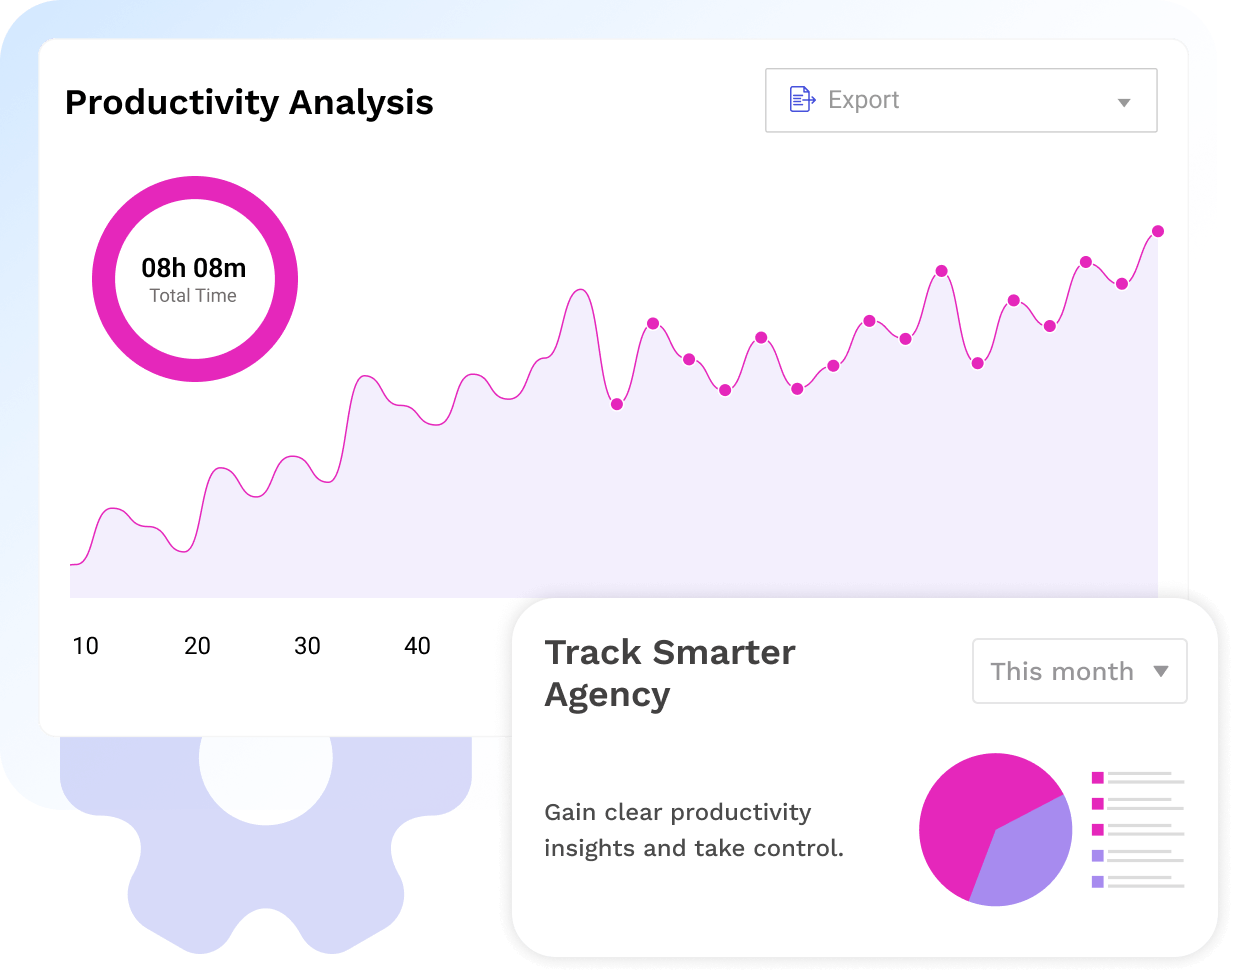 Productivity Analysis
Export
08h 08m
Total Time
10 20 30 40
Track Smarter
Agency
This month
Gain clear productivity
insights and take control.